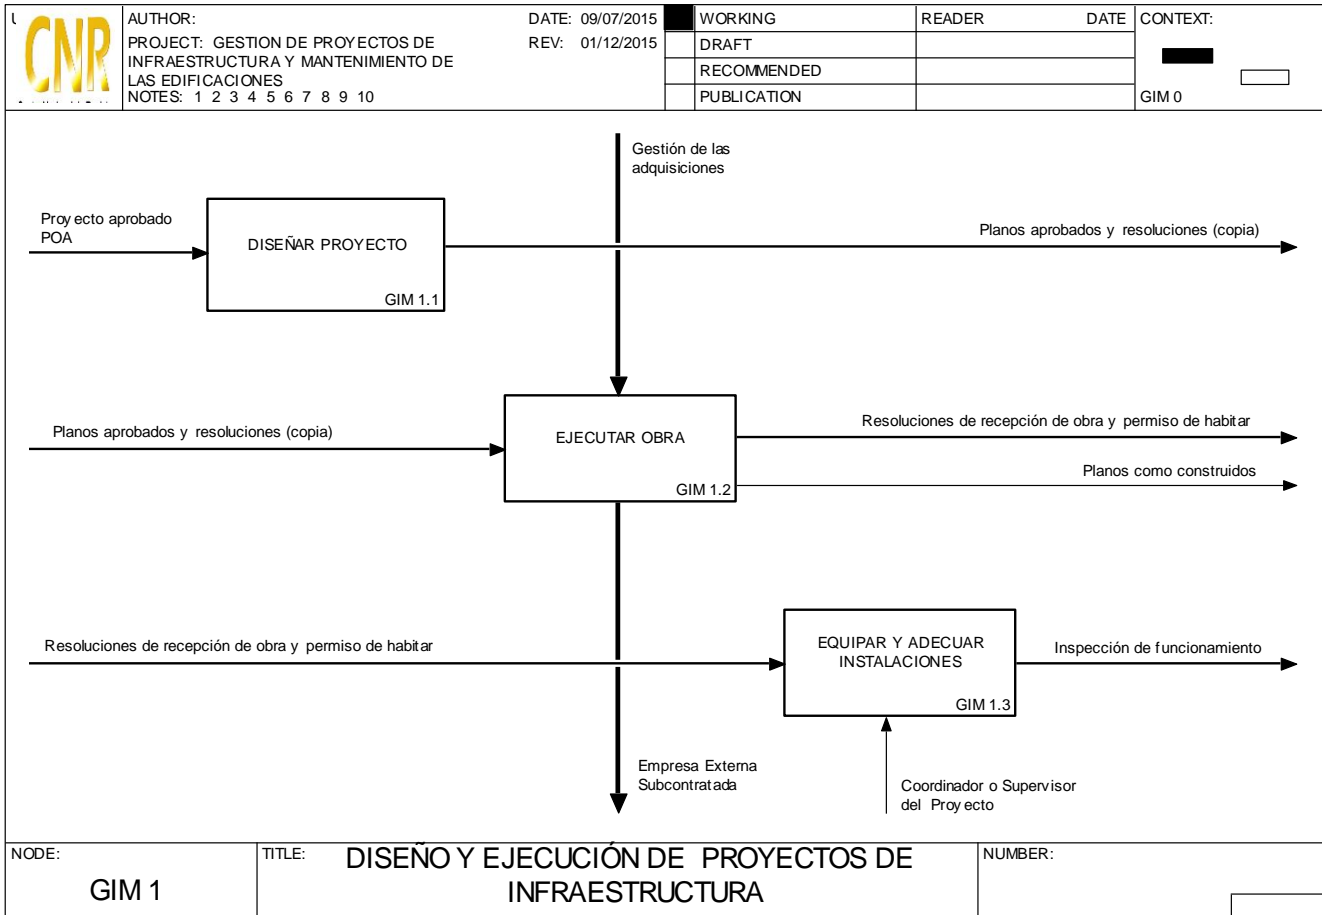 CNR
AUTHOR:
DATE: 09/07/2015
PROJECT: GESTION DE PROYECTOS DE
INFRAESTRUCTURA Y MANTENIMIENTO DE
LAS EDIFICACIONES
REV: 01/12/2015
NOTES: 1 2 3 4 5 6 7 8 9 10
WORKING
DRAFT
RECOMMENDED
PUBLICATION
READER
DATE
CONTEXT:
GIM 0
Gestión de las
adquisiciones
Proyecto aprobado
POA
DISEÑAR PROYECTO
GIM 1.1
Planos aprobados y resoluciones (copia)
Planos aprobados y resoluciones (copia)
EJECUTAR OBRA
GIM 1.2
Resoluciones de recepción de obra y permiso de habitar
Planos como construidos
Resoluciones de recepción de obra y permiso de habitar
EQUIPAR Y ADECUAR
INSTALACIONES
GIM 1.3
Inspección de funcionamiento
Empresa Externa
Subcontratada
Coordinador o Supervisor
del Proyecto
NODE:
GIM 1
TITLE:
DISEÑO Y EJECUCIÓN DE PROYECTOS DE
INFRAESTRUCTURA
NUMBER: